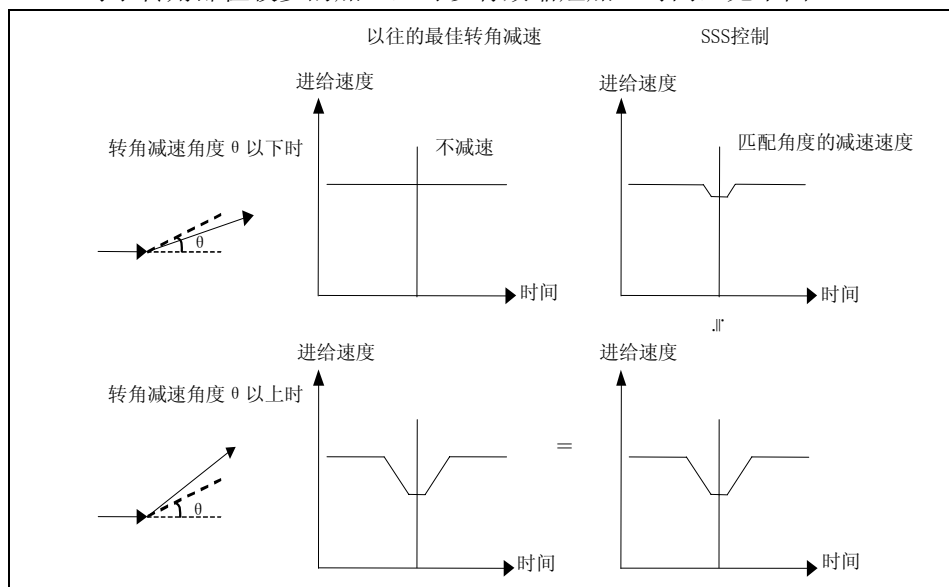 以往的最佳转角减速 SSS控制
进给速度 进给速度
转角减速角度 θ 以下时 不减速 匹配角度的减速速度
θ
时间 时间
进给速度 进给速度
转角减速角度 θ 以上时
=
θ
时间 时间